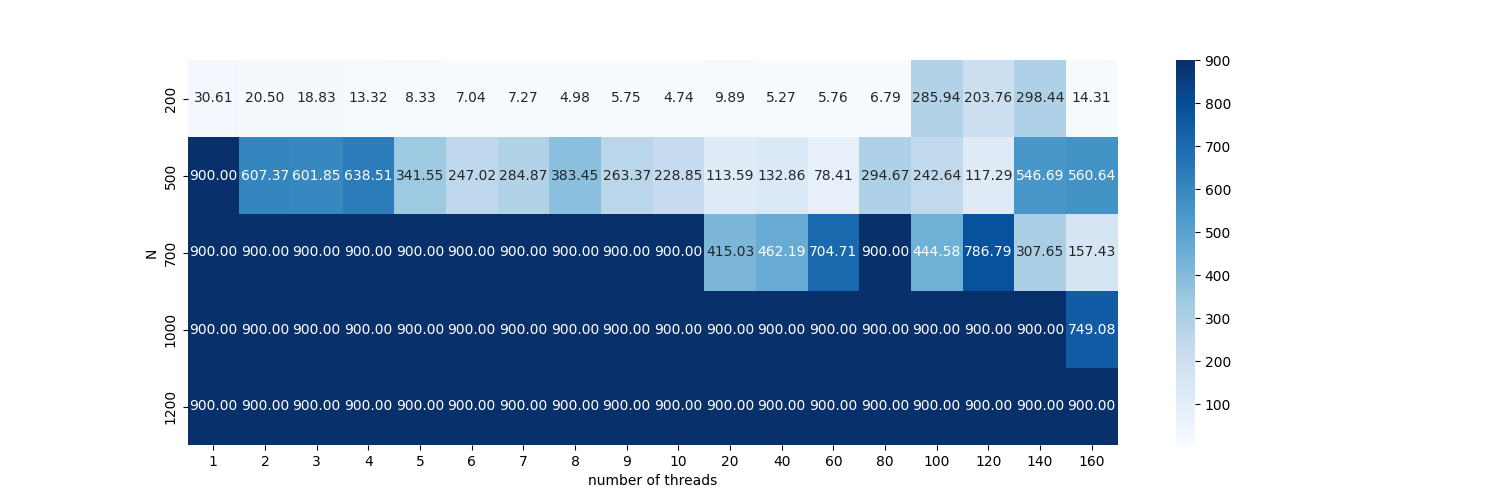 200 30.61 20.50 18.83 13.32 8.33 7.04 7.27 4.98 5.75 4.74 9.89 5.27 5.76 6.79 285.94 203.76 298.44 14.31
500 900.00 607.37 601.85 638.51 341.55 247.02 284.87 383.45 263.37 228.85 113.59 132.86 78.41 294.67 242.64 117.29 546.69 560.64
N
700 900.00 900.00 900.00 900.00 900.00 900.00 900.00 900.00 900.00 900.00 415.03 462.19 704.71 900.00 444.58 786.79 307.65 157.43
1000 900.00 900.00 900.00 900.00 900.00 900.00 900.00 900.00 900.00 900.00 900.00 900.00 900.00 900.00 900.00 900.00 900.00 749.08
1200 900.00 900.00 900.00 900.00 900.00 900.00 900.00 900.00 900.00 900.00 900.00 900.00 900.00 900.00 900.00 900.00 900.00 900.00
1 2 3 4 5 6 7 8 9 10 20 40 60 80 100 120 140 160
number of threads
900
800
700
600
500
400
300
200
100